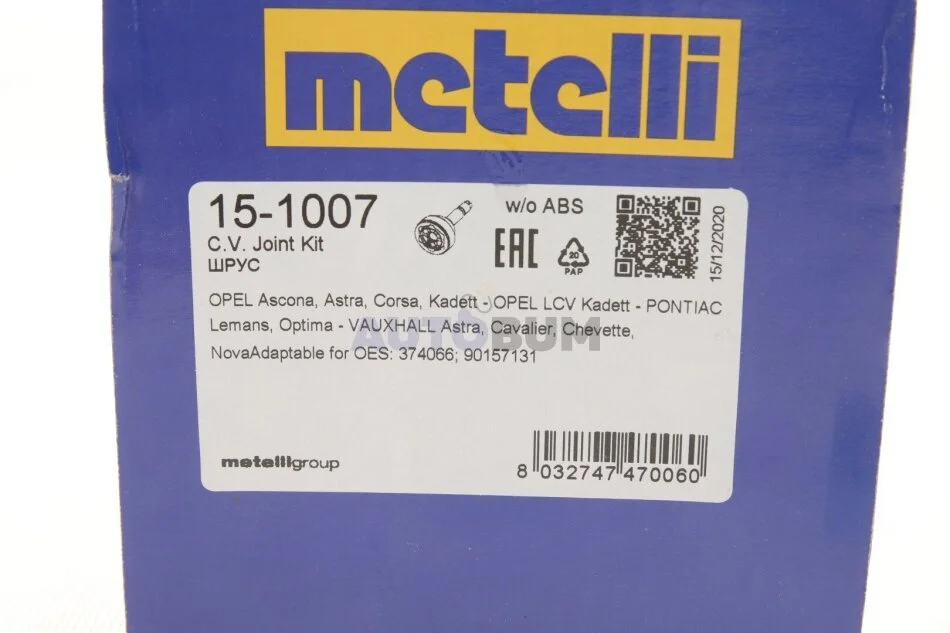 metelli
15-1007
w/o ABS
C.V. Joint Kit
ШРУС
EAC
20
PAP
15/12/2020
OPEL Ascona, Astra, Corsa, Kadett - OPEL LCV Kadett - PONTIAC
Lemans, Optima - VAUXHALL Astra, Cavalier, Chevette,
AUTOBUM
NovaAdaptable for OES: 374066; 90157131
metelligroup
8 032747 470060